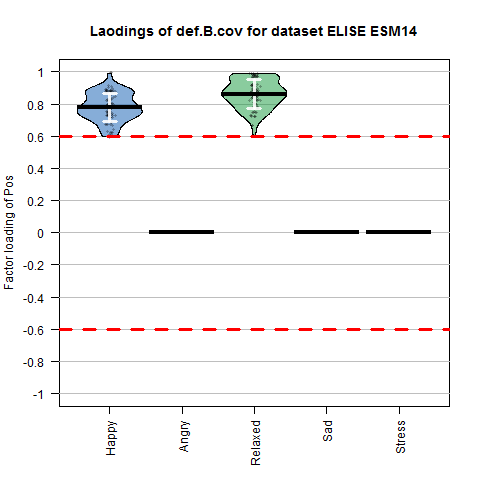 Laodings of def.B.cov for dataset ELISE ESM14
Factor loading of Pos
1
0.8
0.6
0.4
0.2
0
-0.2
-0.4
-0.6
-0.8
-1
Happy
Angry
Relaxed
Sad
Stress